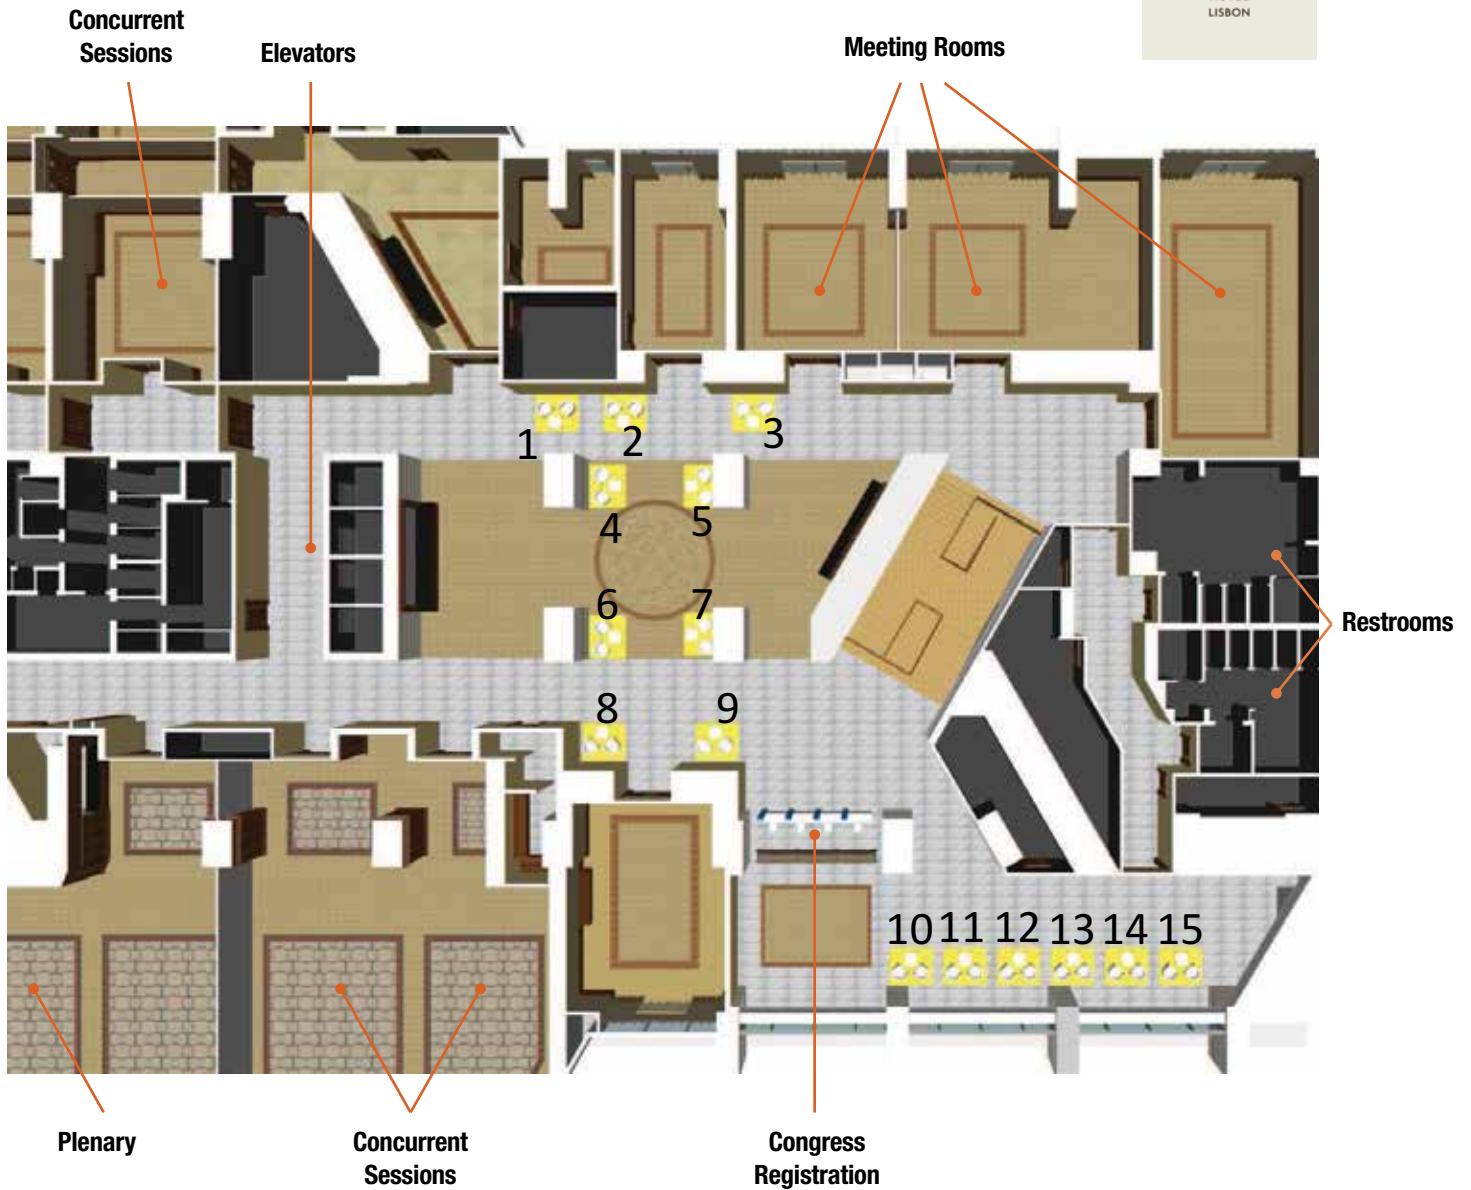 LISBON
Concurrent
Sessions
Elevators
Meeting Rooms
1
2
3
4
5
6
7
Restrooms
8
9
10 11 12 13 14 15
Plenary
Concurrent
Sessions
Congress
Registration